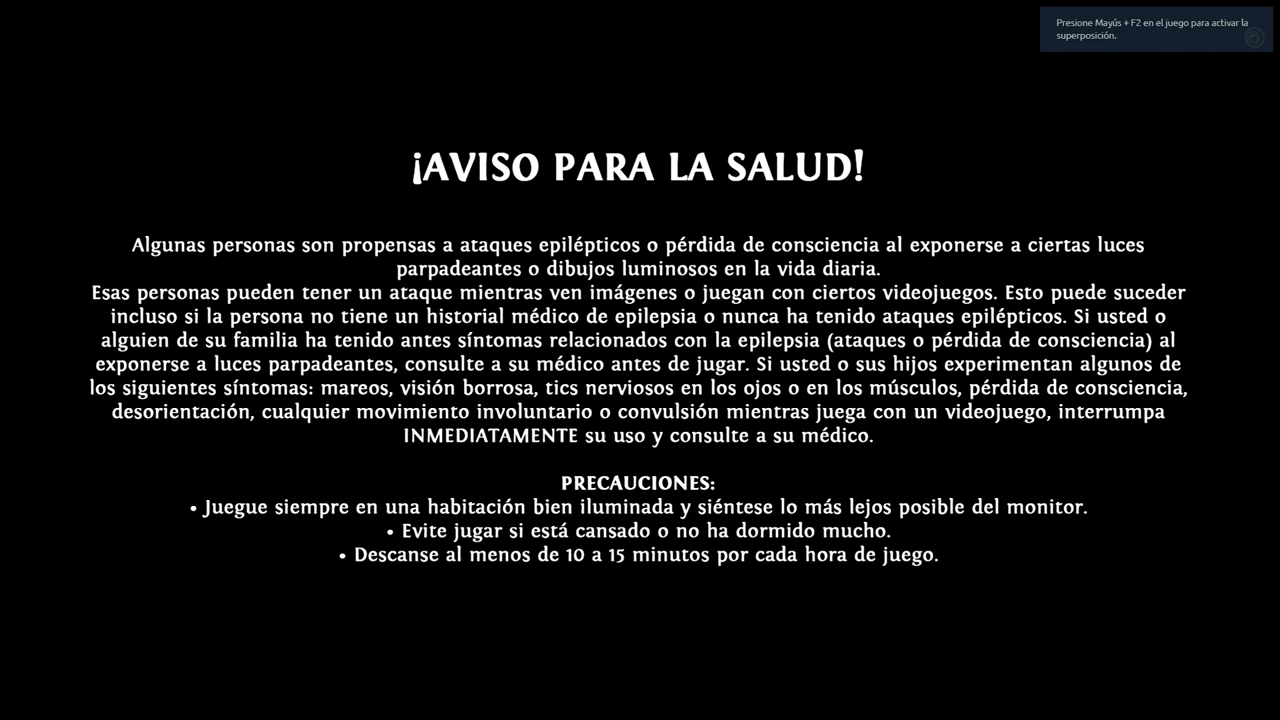 Presione Mayús + F2 en el juego para activar la
superposición.
¡AVISO PARA LA SALUD!
Algunas personas son propensas a ataques epilépticos o pérdida de consciencia al exponerse a ciertas luces
parpadeantes o dibujos luminosos en la vida diaria.
Esas personas pueden tener un ataque mientras ven imágenes o juegan con ciertos videojuegos. Esto puede suceder
incluso si la persona no tiene un historial médico de epilepsia o nunca ha tenido ataques epilépticos. Si usted o
alguien de su familia ha tenido antes síntomas relacionados con la epilepsia (ataques o pérdida de consciencia) al
exponerse a luces parpadeantes, consulte a su médico antes de jugar. Si usted o sus hijos experimentan algunos de
los siguientes síntomas: mareos, visión borrosa, tics nerviosos en los ojos o en los músculos, pérdida de consciencia,
desorientación, cualquier movimiento involuntario o convulsión mientras juega con un videojuego, interrumpa
INMEDIATAMENTE su uso y consulte a su médico.
PRECAUCIONES:
• Juegue siempre en una habitación bien iluminada y siéntese lo más lejos posible del monitor.
• Evite jugar si está cansado o no ha dormido mucho.
• Descanse al menos de 10 a 15 minutos por cada hora de juego.